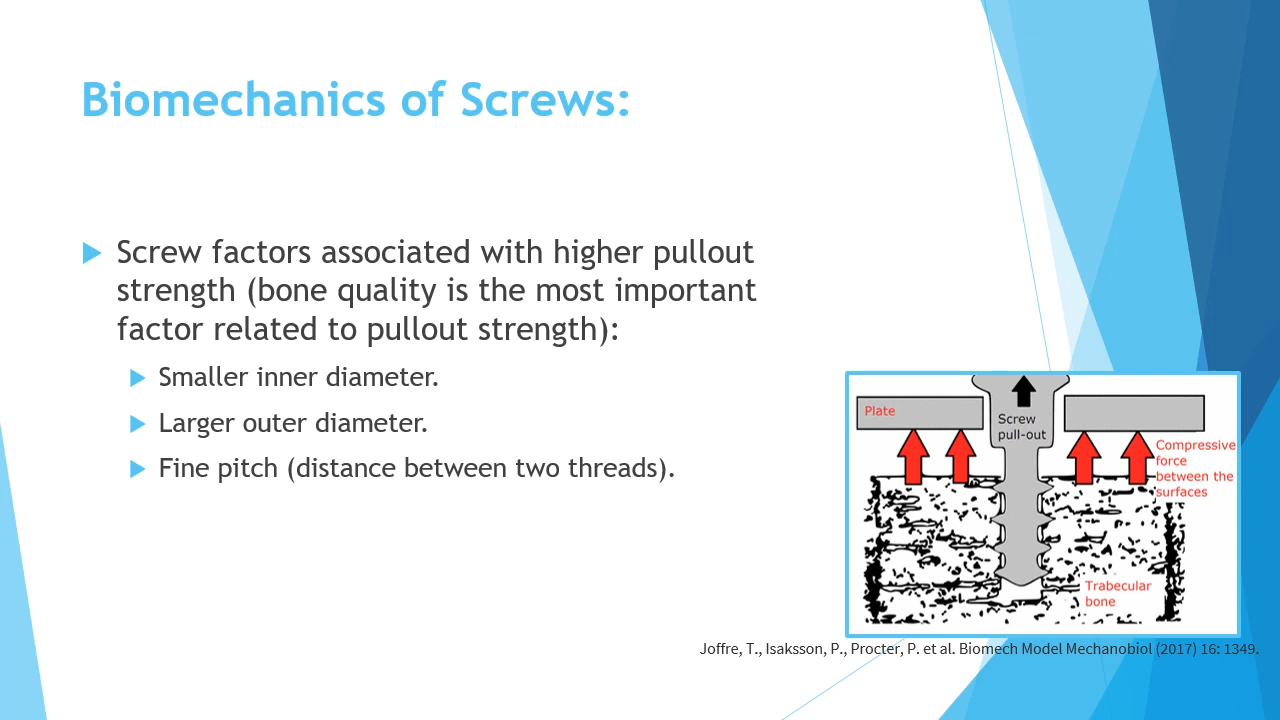 Biomechanics of Screws:
Screw factors associated with higher pullout
strength (bone quality is the most important
factor related to pullout strength):
Smaller inner diameter.
Larger outer diameter.
Fine pitch (distance between two threads).
Plate
Screw
pull-out
Compressive
force
between the
surfaces
Trabecular
bone
Joffre, T., Isaksson, P., Procter, P. et al. Biomech Model Mechanobiol (2017) 16: 1349.